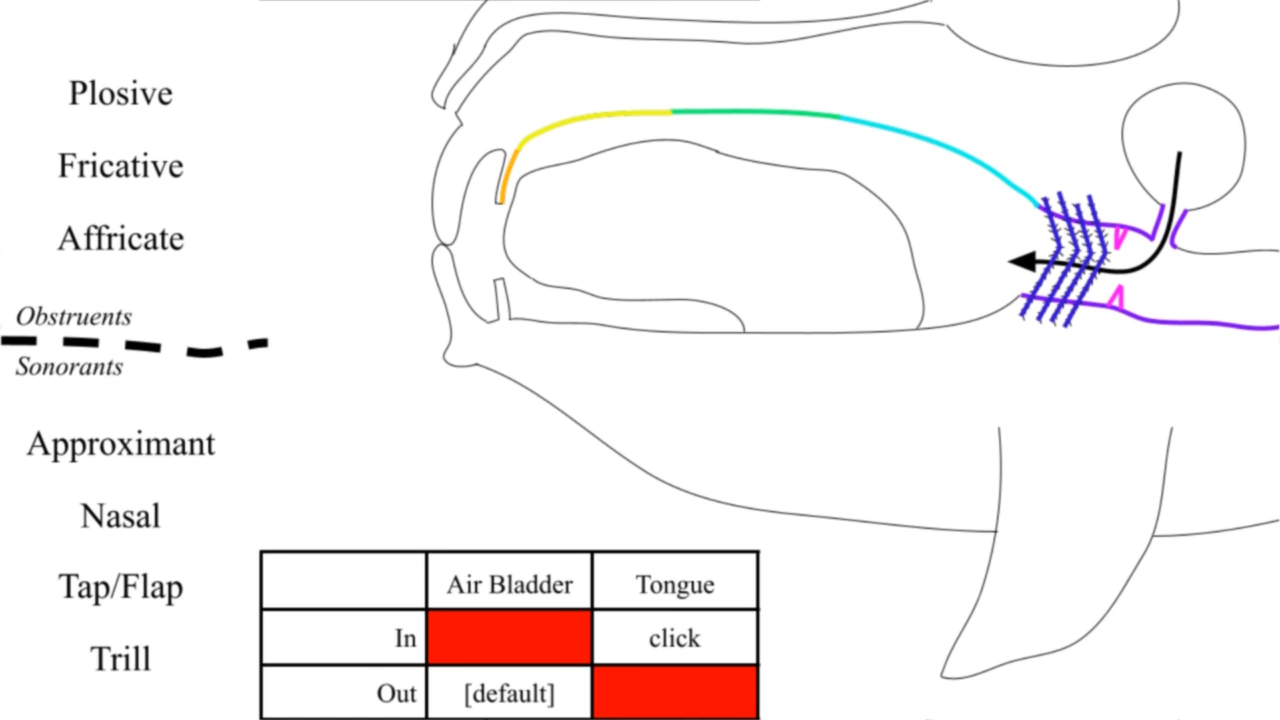 Plosive
Fricative
Affricate
Obstruents
Sonorants
Approximant
Nasal
Tap/Flap
Trill
Air Bladder Tongue
In click
Out [default]